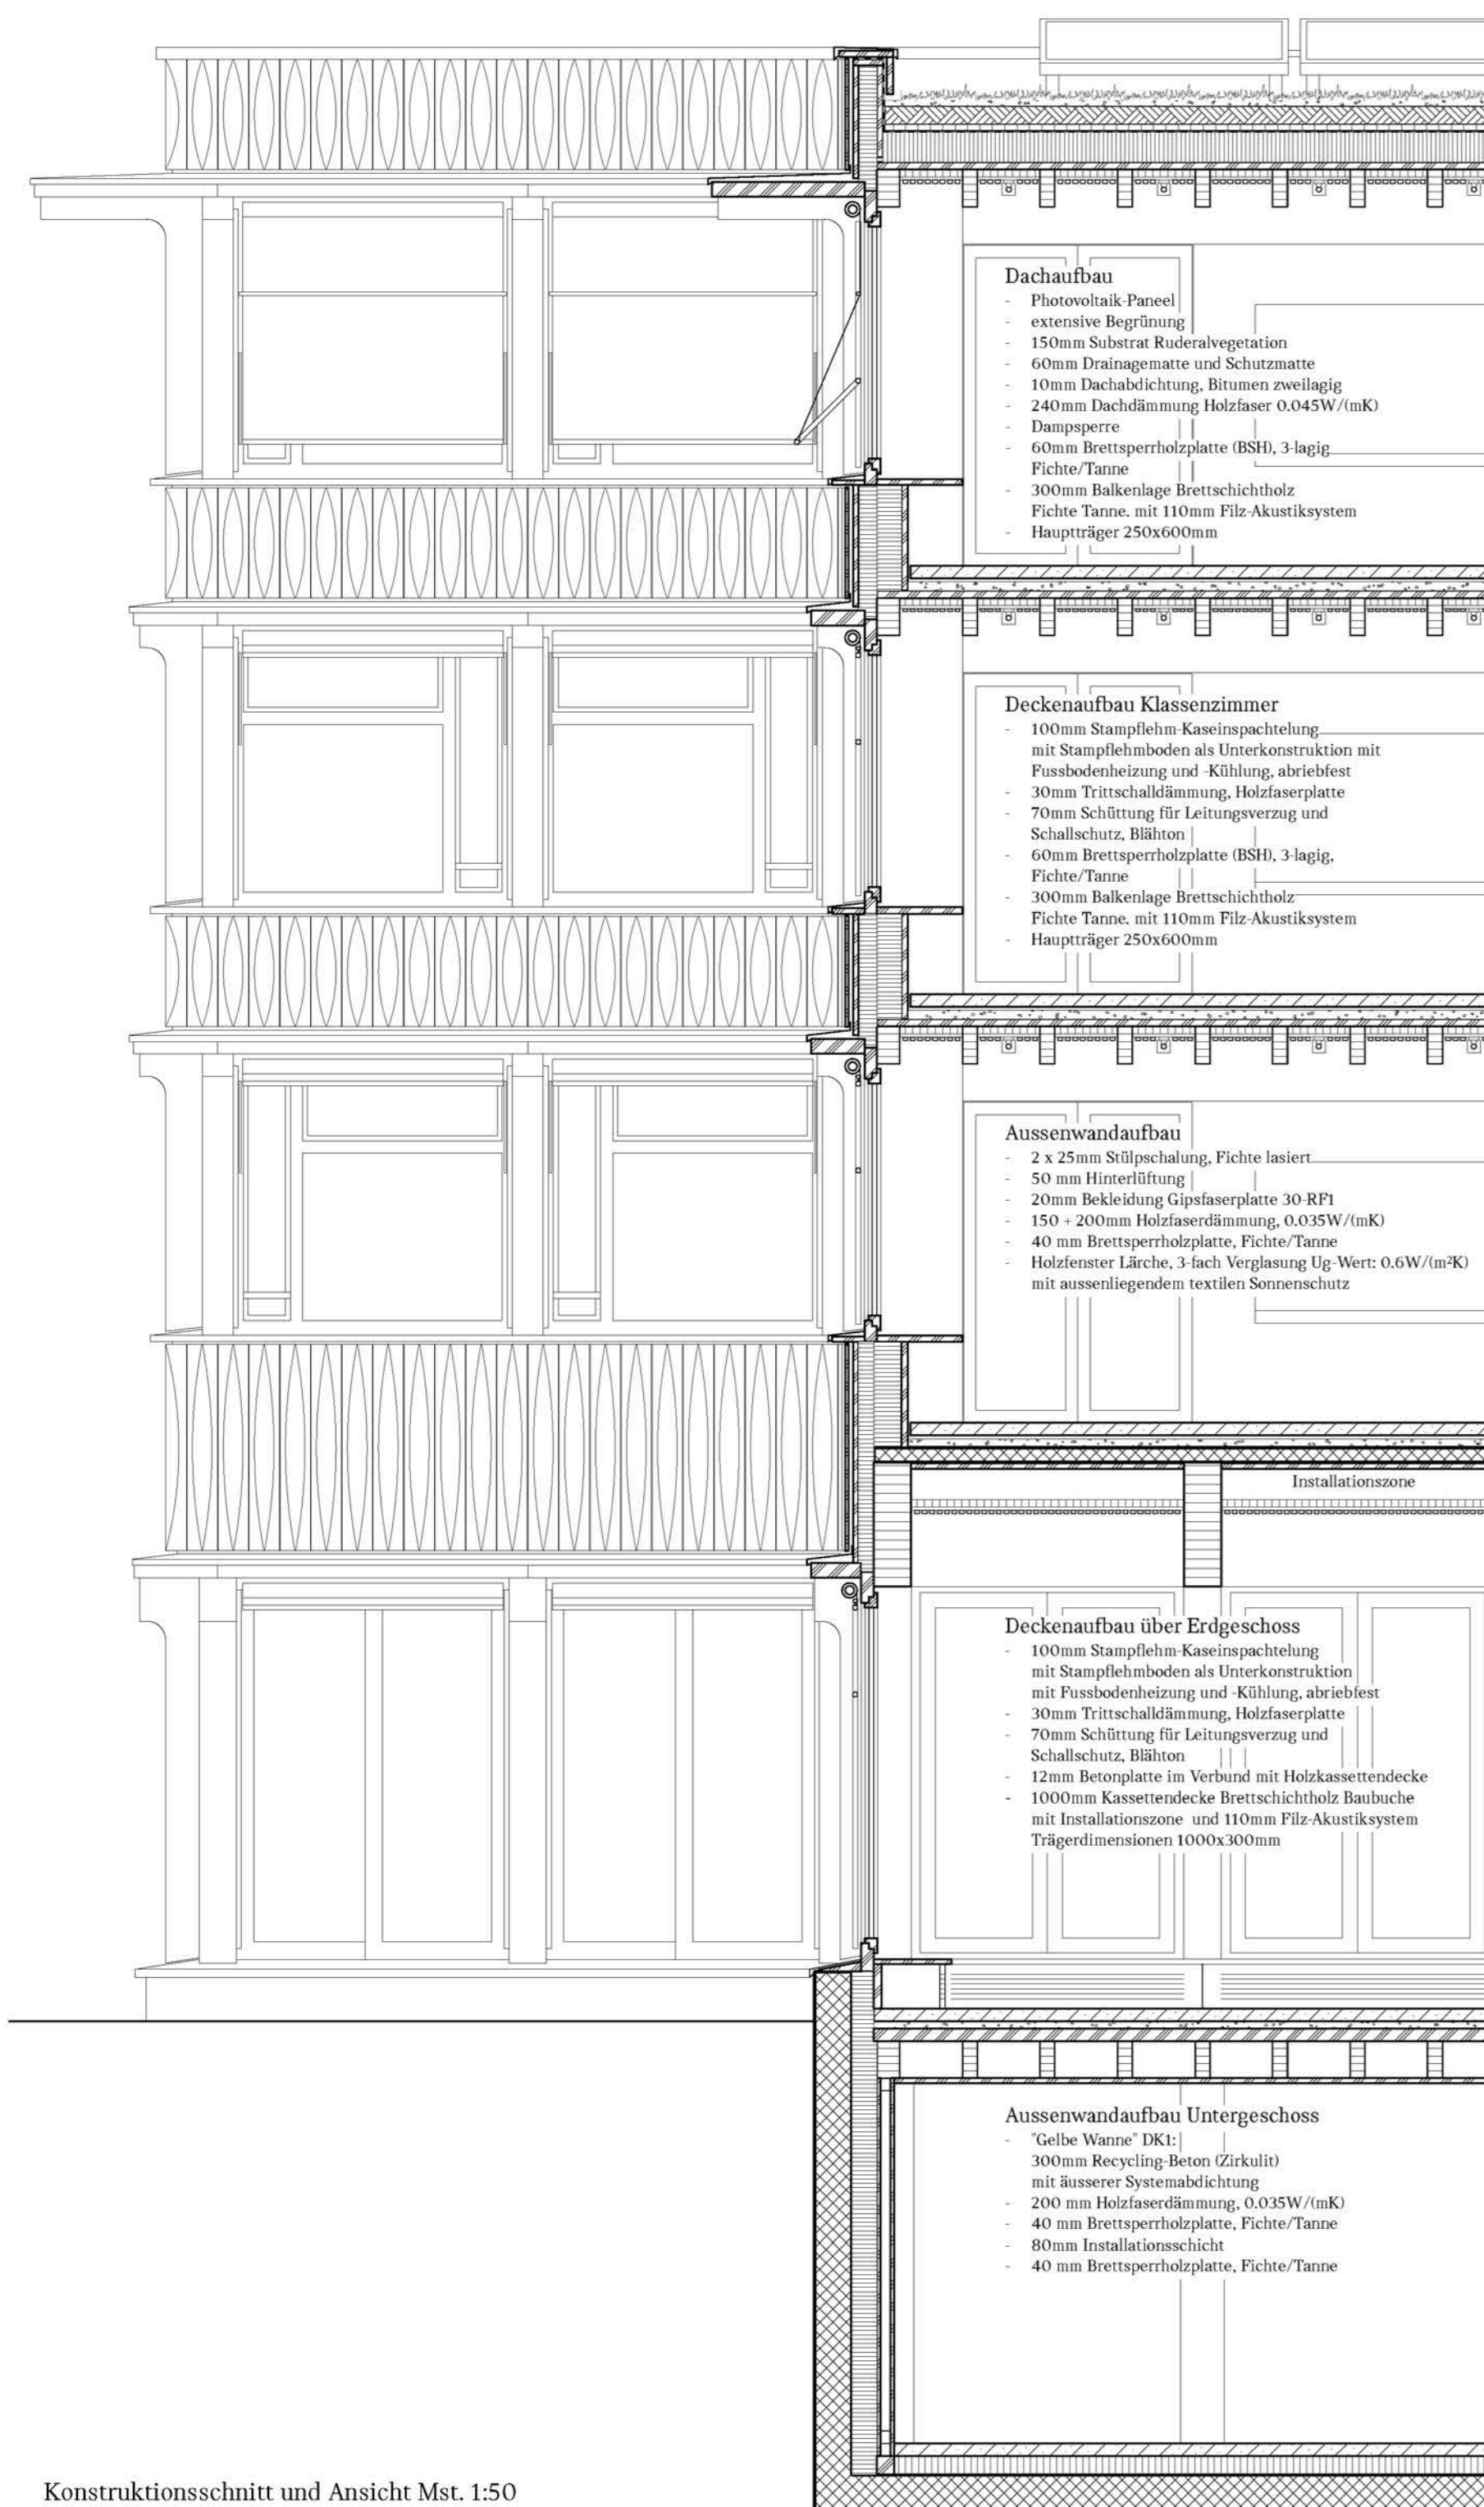 Dachaufbau
- Photovoltaik-Paneel
- extensive Begrünung
- 150mm Substrat Ruderalvegetation
- 60mm Drainagematte und Schutzmatte
- 10mm Dachabdichtung, Bitumen zweilagig
- 240mm Dachdämmung Holzfaser 0.045W/(mK)
- Dampsperre
- 60mm Brettsperrholzplatte (BSH), 3-lagig
Fichte/Tanne
- 300mm Balkenlage Brettschichtholz
Fichte Tanne. mit 110mm Filz-Akustiksystem
- Hauptträger 250x600mm
Deckenaufbau Klassenzimmer
- 100mm Stampflehm-Kaseinspachtelung
mit Stampflehmboden als Unterkonstruktion mit
Fussbodenheizung und -Kühlung, abriebfest
- 30mm Trittschalldämmung, Holzfaserplatte
- 70mm Schüttung für Leitungsverzug und
Schallschutz, Blähton
- 60mm Brettsperrholzplatte (BSH), 3-lagig,
Fichte/Tanne
- 300mm Balkenlage Brettschichtholz
Fichte Tanne. mit 110mm Filz-Akustiksystem
- Hauptträger 250x600mm
Aussenwandaufbau
- 2 x 25mm Stülpschalung, Fichte lasiert
- 50 mm Hinterlüftung
- 20mm Bekleidung Gipsfaserplatte 30-RF1
- 150 + 200mm Holzfaserdämmung, 0.035W/(mK)
- 40 mm Brettsperrholzplatte, Fichte/Tanne
- Holzfenster Lärche, 3-fach Verglasung Ug-Wert: 0.6W/(m²K)
mit aussenliegendem textilen Sonnenschutz
Installationszone
Deckenaufbau über Erdgeschoss
- 100mm Stampflehm-Kaseinspachtelung
mit Stampflehmboden als Unterkonstruktion
mit Fussbodenheizung und -Kühlung, abriebfest
- 30mm Trittschalldämmung, Holzfaserplatte
- 70mm Schüttung für Leitungsverzug und
Schallschutz, Blähton
- 12mm Betonplatte im Verbund mit Holzkassettendecke
- 1000mm Kassettendecke Brettschichtholz Baubuche
mit Installationszone und 110mm Filz-Akustiksystem
Trägerdimensionen 1000x300mm
Aussenwandaufbau Untergeschoss
- "Gelbe Wanne" DK1:
300mm Recycling-Beton (Zirkulit)
mit äusserer Systemabdichtung
- 200 mm Holzfaserdämmung, 0.035W/(mK)
- 40 mm Brettsperrholzplatte, Fichte/Tanne
- 80mm Installationsschicht
- 40 mm Brettsperrholzplatte, Fichte/Tanne
Konstruktionsschnitt und Ansicht Mst. 1:50